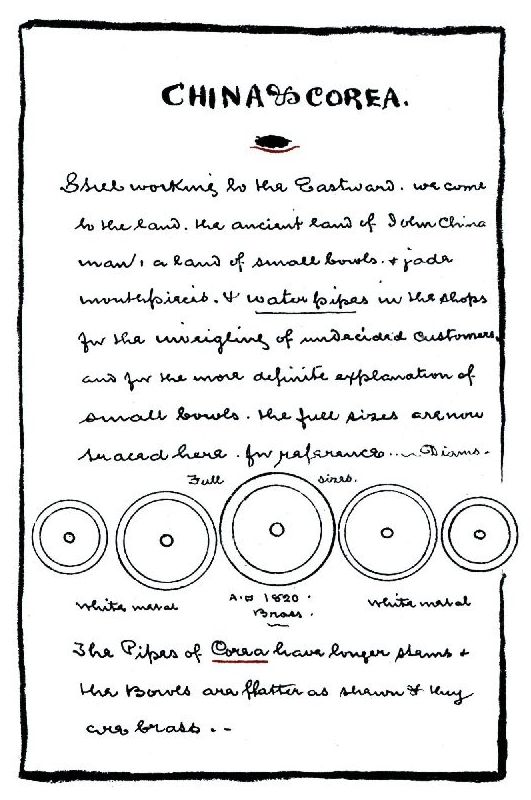 CHINA & COREA.
Still working to the Eastward. we come
to the land. the ancient land of John China
man, a land of small bowls. & jade
mouthpieces. & water pipes in the shops
for the inveigling of undecided customers.
and for the more definite explanation of
small bowls. the full sizes are now
traced here. for reference.... Diams.
Full sizes.
White metal
A.D 1820.
Brass.
White metal
The Pipes of Corea have longer stems &
the Bowls are flatter as shewn & they
are brass. --